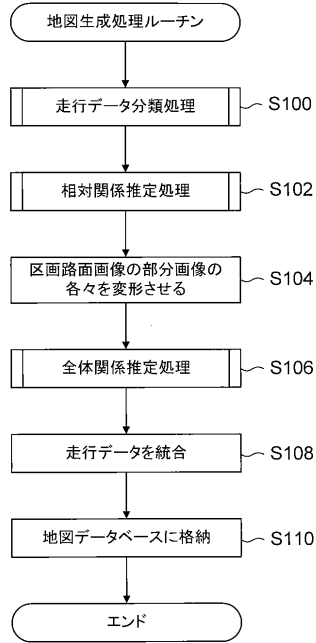 地図生成処理ルーチン
走行データ分類処理
S100
相対関係推定処理
S102
区画路面画像の部分画像の
各々を変形させる
S104
全体関係推定処理
S106
走行データを統合
S108
地図データベースに格納
S110
エンド